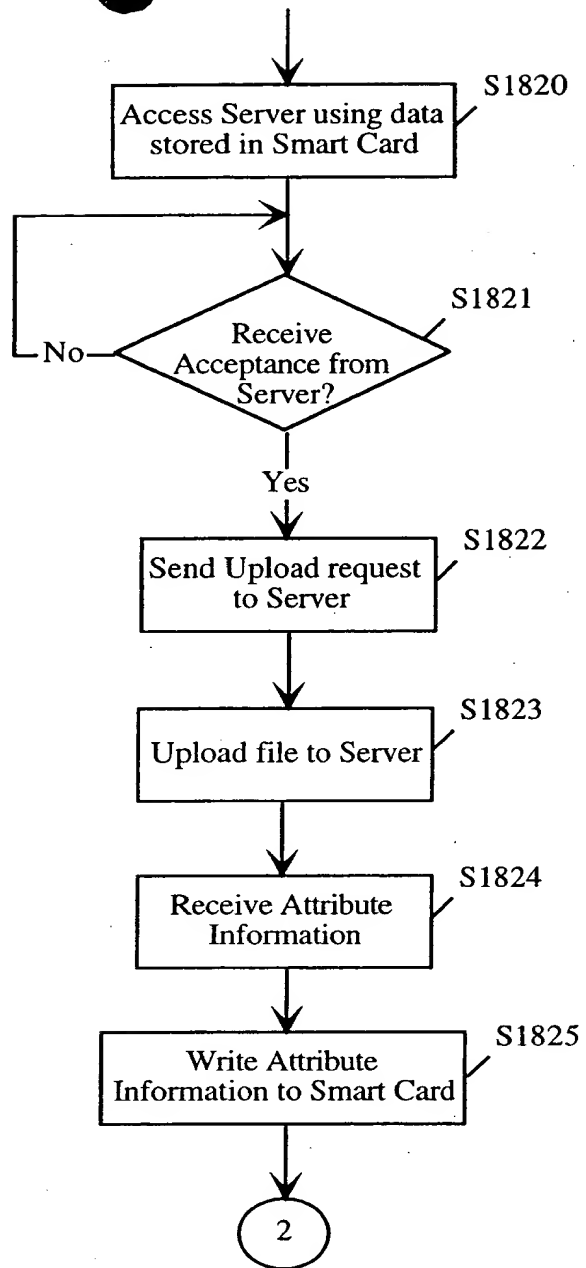 S1820
Access Server using data
stored in Smart Card
S1821
Receive
Acceptance from
Server?
No
Yes
S1822
Send Upload request
to Server
S1823
Upload file to Server
S1824
Receive Attribute
Information
S1825
Write Attribute
Information to Smart Card
2